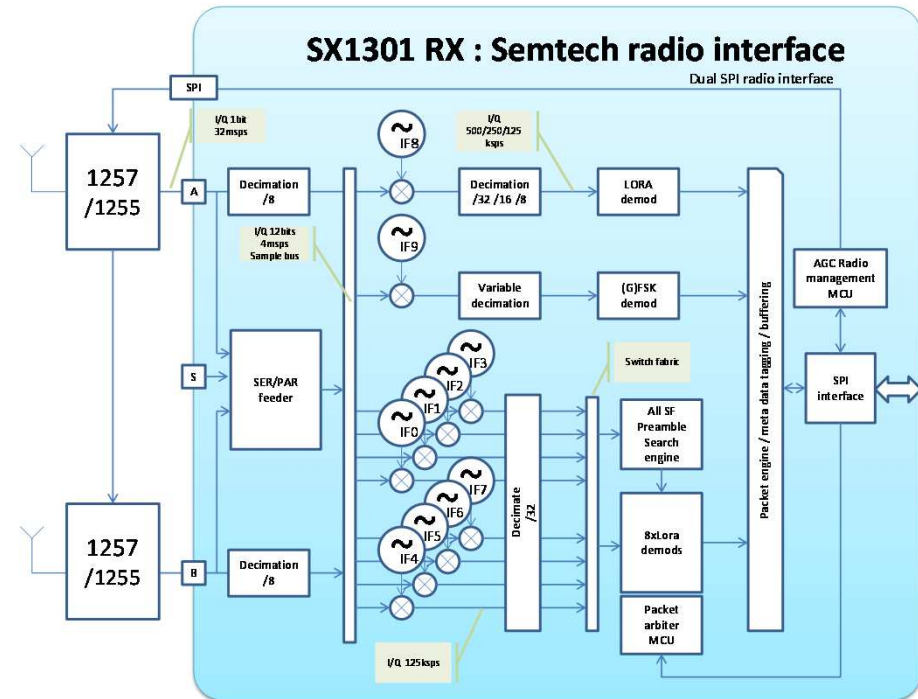 SX1301 RX : Semtech radio interface
Dual SPI radio interface
SPI
I/Q, 1bit
32msps
I/Q,
500/250/125
ksps
~
IF8
1257
/1255
A
Decimation
/8
Decimation
/32 /16 /8
LORA
demod
I/Q, 12bits
4msps
Sample bus
~
IF9
Variable
decimation
(G)FSK
demod
AGC Radio
management
MCU
S
SER/PAR
feeder
~
IF3
~
IF2
~
IF1
~
IF0
Switch fabric
All SF
Preamble
Search
engine
Packet engine / meta data tagging / buffering
SPI
interface
~
IF7
~
IF6
~
IF5
~
IF4
Decimate
/32
8xLora
demods
1257
/1255
B
Decimation
/8
Packet
arbiter
MCU
I/Q, 125ksps